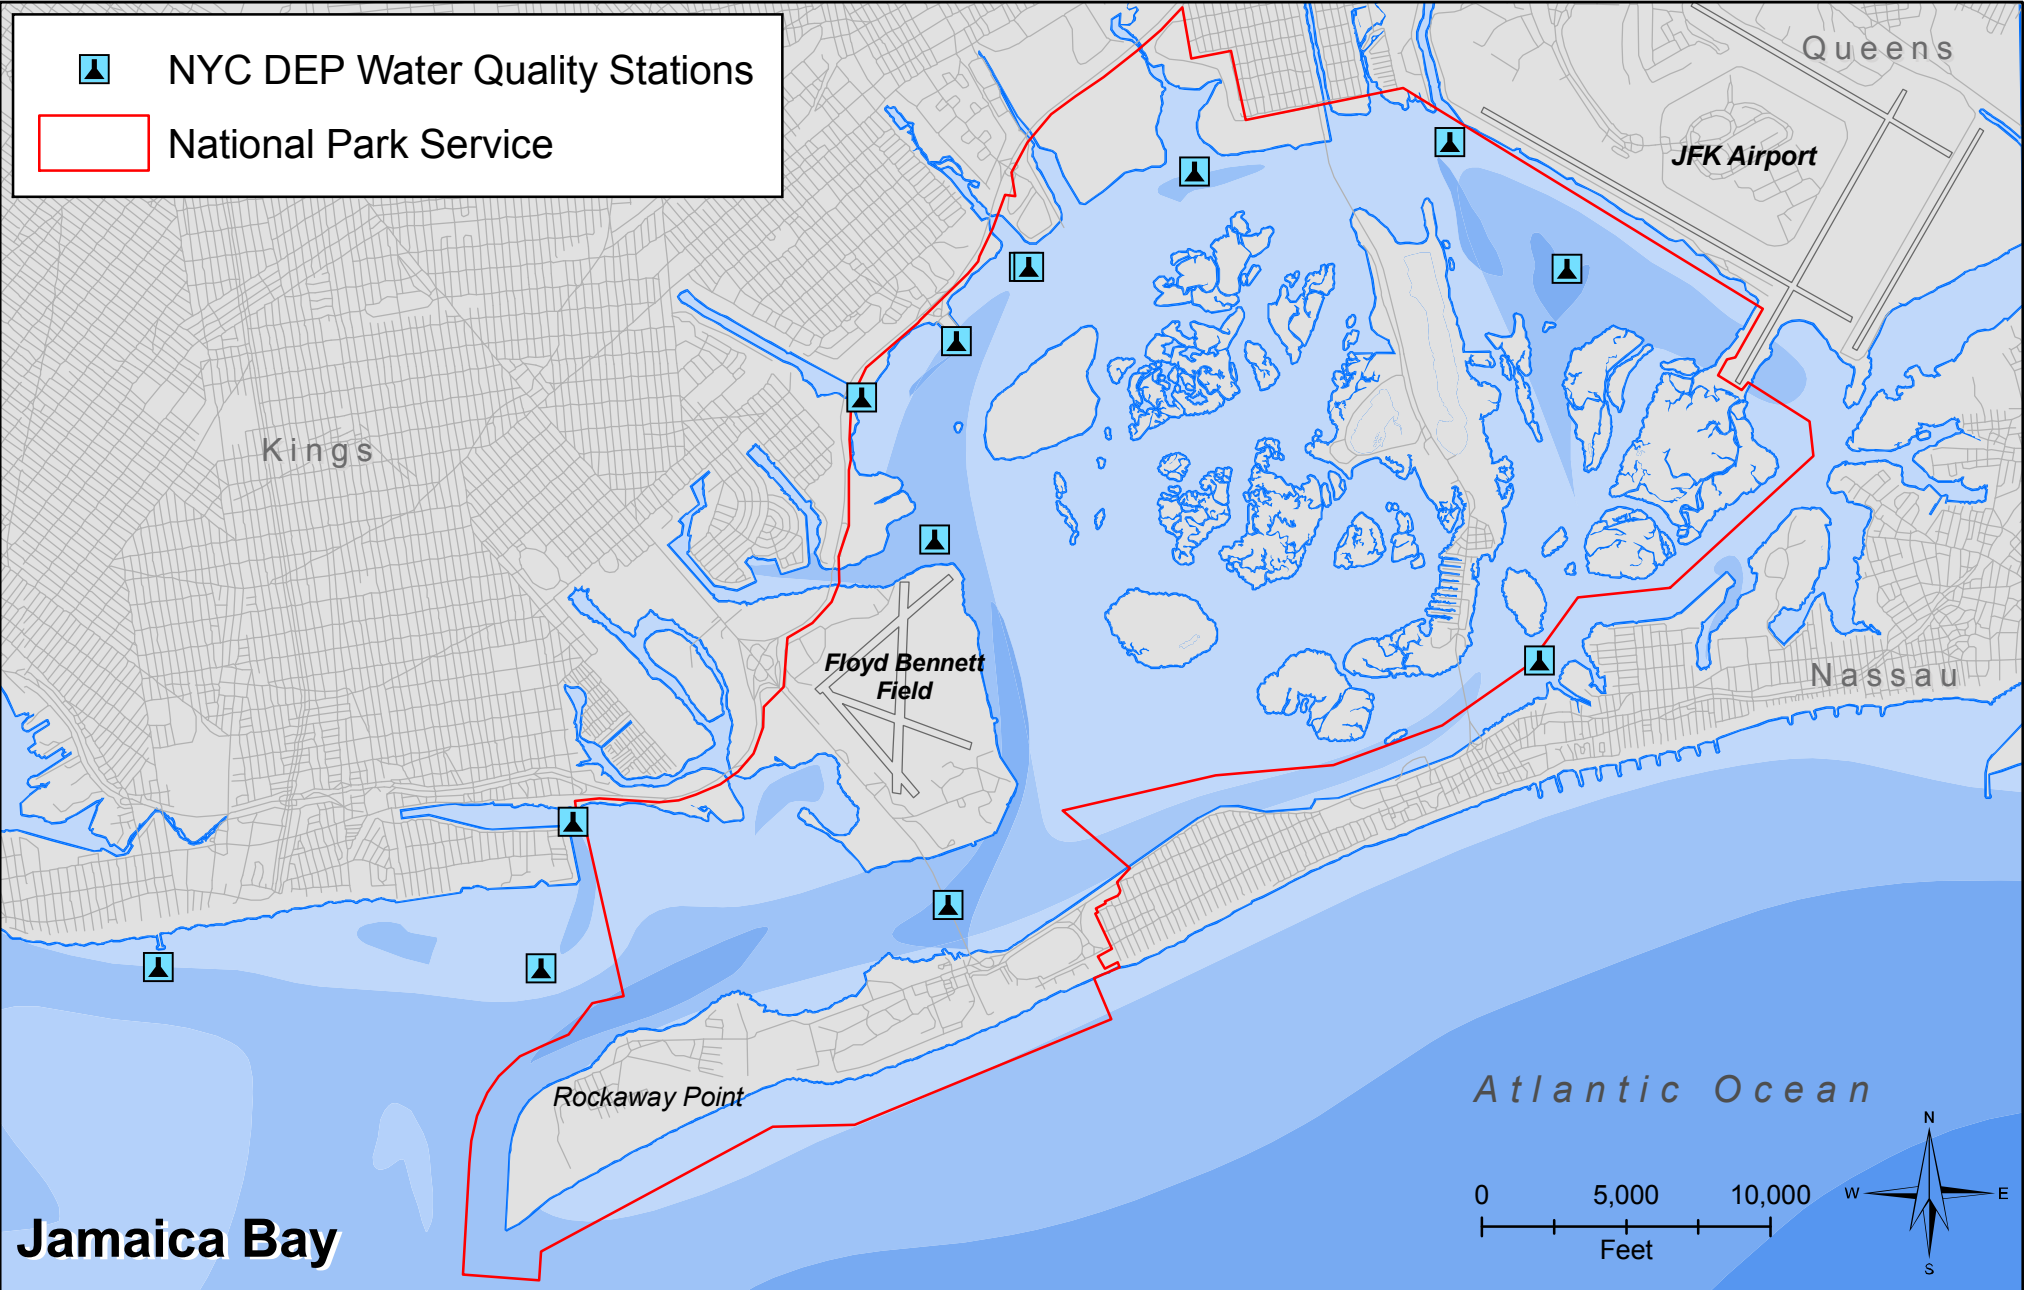 NYC DEP Water Quality Stations
National Park Service
Queens
JFK Airport
Kings
Floyd Bennett
Field
Nassau
Rockaway Point
Atlantic Ocean
N
W
E
S
0
5,000
10,000
Feet
Jamaica Bay